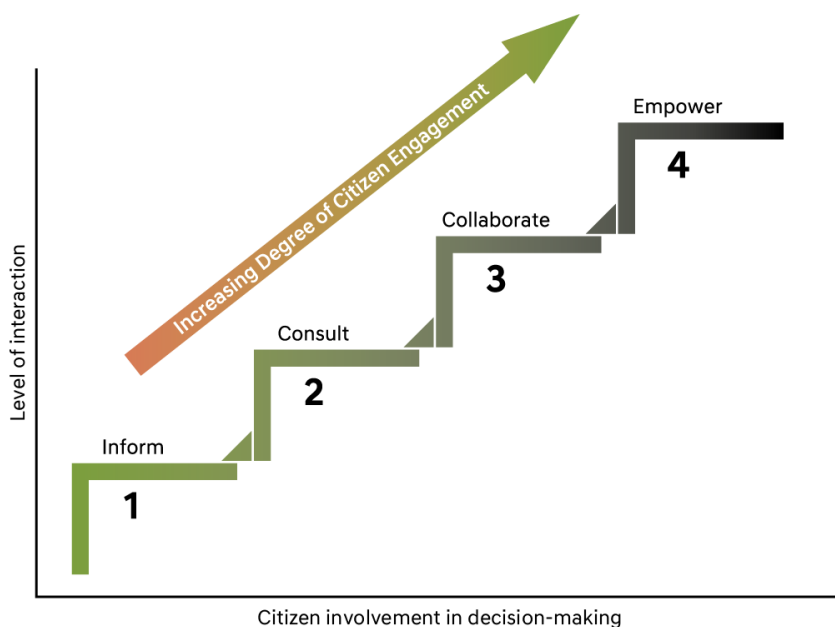 Increasing Degree of Citizen Engagement
Empower
4
Collaborate
3
Consult
2
Inform
1
Level of interaction
Citizen involvement in decision-making